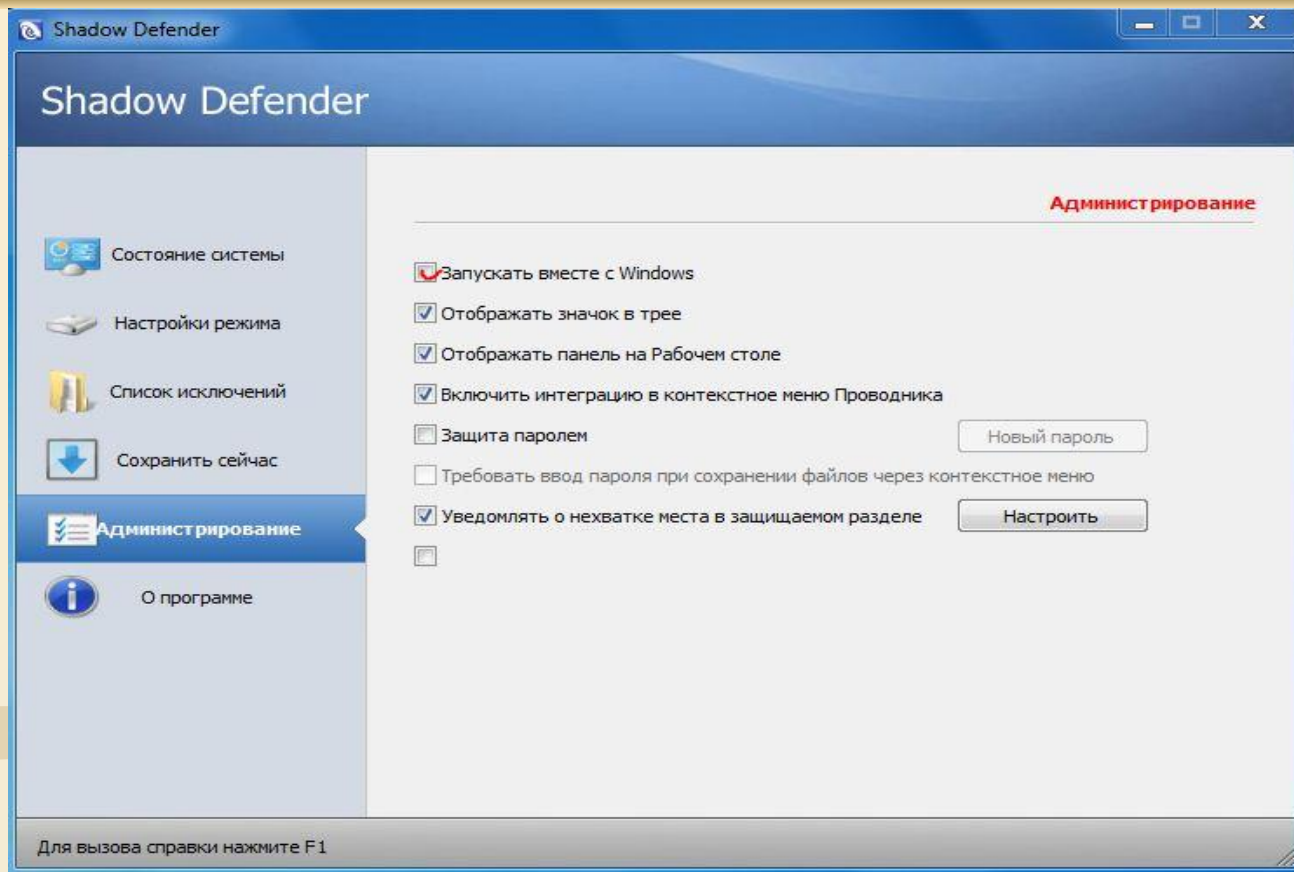 Shadow Defender
Shadow Defender
Администрирование
Состояние системы
Настройки режима
Список исключений
Сохранить сейчас
Администрирование
О программе
Запускать вместе с Windows
Отображать значок в трее
Отображать панель на Рабочем столе
Включить интеграцию в контекстное меню Проводника
Защита паролем
Новый пароль
Требовать ввод пароля при сохранении файлов через контекстное меню
Уведомлять о нехватке места в защищаемом разделе
Настроить
Для вызова справки нажмите F1